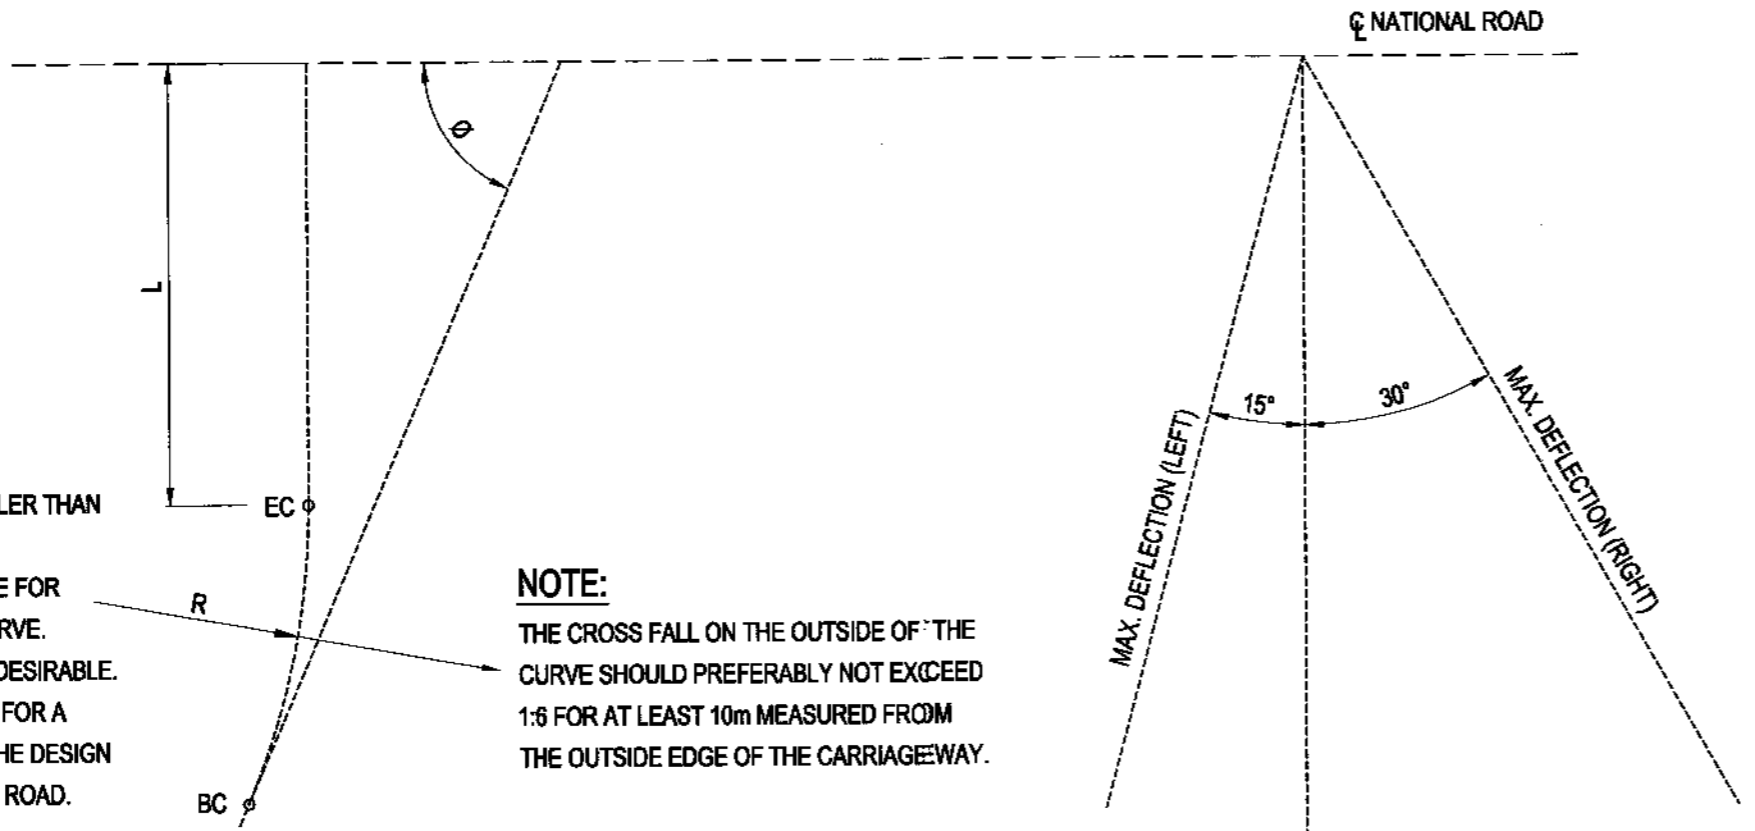 ℄ NATIONAL ROAD
Ø
L
15°
30°
MAX. DEFLECTION (LEFT)
MAX. DEFLECTION (RIGHT)
LER THAN
EC
E FOR
R
RVE.
DESIRABLE.
FOR A
HE DESIGN
ROAD.
BC
NOTE:
THE CROSS FALL ON THE OUTSIDE OF THE
CURVE SHOULD PREFERABLY NOT EXCEED
1:6 FOR AT LEAST 10m MEASURED FROM
THE OUTSIDE EDGE OF THE CARRIAGEWAY.